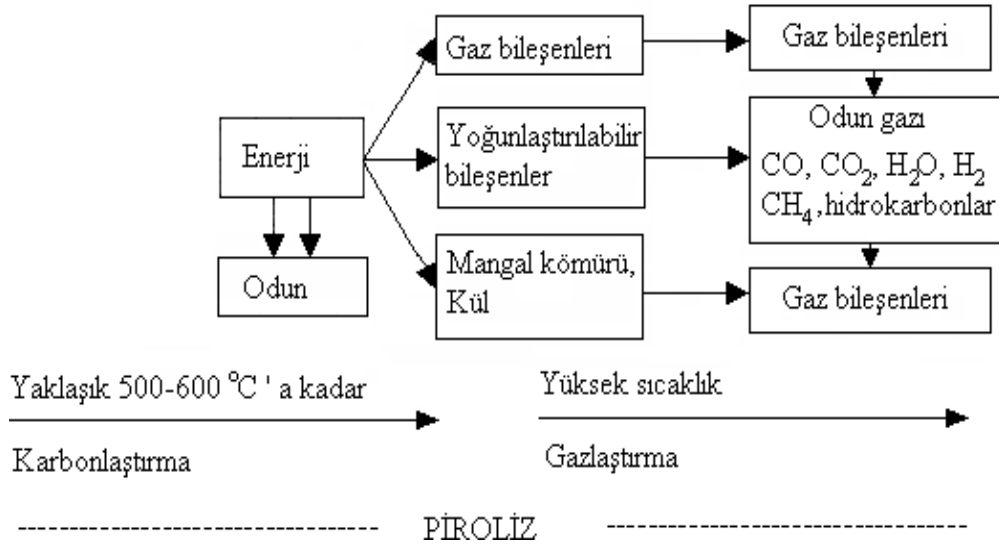 Gaz bileşenleri
Gaz bileşenleri
Enerji
Yoğunlaştırılabilir
bileşenler
Odun gazı
CO, CO2, H2O, H2
CH4,hidrokarbonlar
Odun
Mangal kömürü,
Kül
Gaz bileşenleri
Yaklaşik 500-600 °C ' a kadar
Yüksek sıcaklık
Karbonlaştırma
Gazlaştırma
PİROLİZ